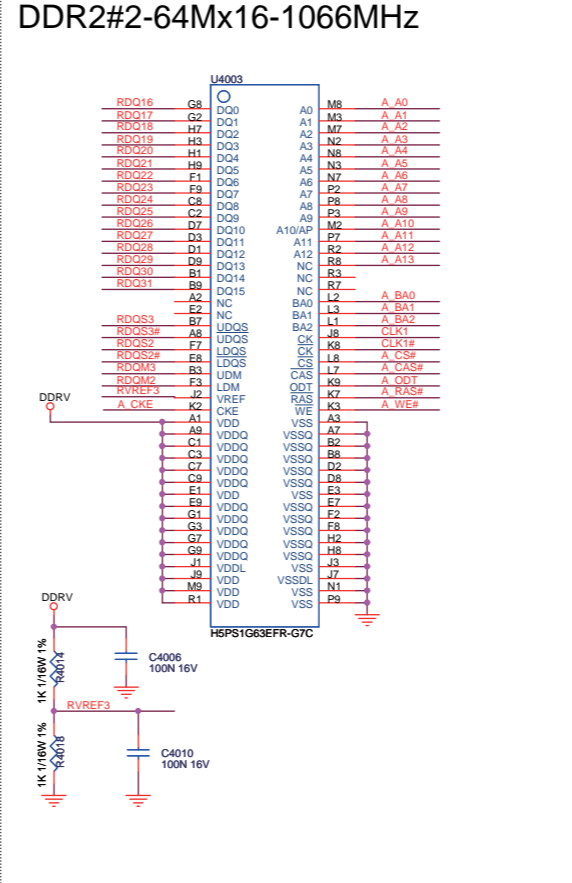 DDR2#2-64Mx16-1066MHz
U4003
RDQ16 G8 DQ0 A0 M8 A_A0
RDQ17 G2 DQ1 A1 M3 A_A1
RDQ18 H7 DQ2 A2 M7 A_A2
RDQ19 H3 DQ3 A3 N2 A_A3
RDQ20 H1 DQ4 A4 N8 A_A4
RDQ21 H9 DQ5 A5 N3 A_A5
RDQ22 F1 DQ6 A6 N7 A_A6
RDQ23 F9 DQ7 A7 P2 A_A7
RDQ24 C8 DQ8 A8 P8 A_A8
RDQ25 C2 DQ9 A9 P3 A_A9
RDQ26 D7 DQ10 A10/AP M2 A_A10
RDQ27 D3 DQ11 A11 P7 A_A11
RDQ28 D1 DQ12 A12 R2 A_A12
RDQ29 D9 DQ13 NC R8 A_A13
RDQ30 B1 DQ14 NC R3
RDQ31 B9 DQ15 NC R7
A2 NC BA0 L2 A_BA0
E2 NC BA1 L3 A_BA1
RDQS3 B7 UDQS BA2 L1 A_BA2
RDQS3# A8 UDQS CK J8 CLK1
RDQS2 F7 LDQS CK K8 CLK1#
RDQS2# E8 LDQS CS L8 A_CS#
RDQM3 B3 UDM CAS L7 A_CAS#
RDQM2 F3 LDM ODT K9 A_ODT
RVREF3 J2 VREF RAS K7 A_RAS#
A_CKE K2 CKE WE K3 A_WE#
DDRV
A1 VDD VSS A3
A9 VDDQ VSSQ A7
C1 VDDQ VSSQ B2
C3 VDDQ VSSQ B8
C7 VDDQ VSSQ D2
C9 VDDQ VSSQ D8
E1 VDD VSS E3
E9 VDDQ VSSQ E7
G1 VDDQ VSSQ F2
G3 VDDQ VSSQ F8
G7 VDDQ VSSQ H2
G9 VDDQ VSSQ H8
J1 VDDL VSS J3
J9 VDD VSSDL J7
M9 VDD VSS N1
R1 VDD VSS P9
H5PS1G63EFR-G7C
DDRV
1K 1/16W 1%
R4014
C4006
100N 16V
RVREF3
1K 1/16W 1%
R4018
C4010
100N 16V